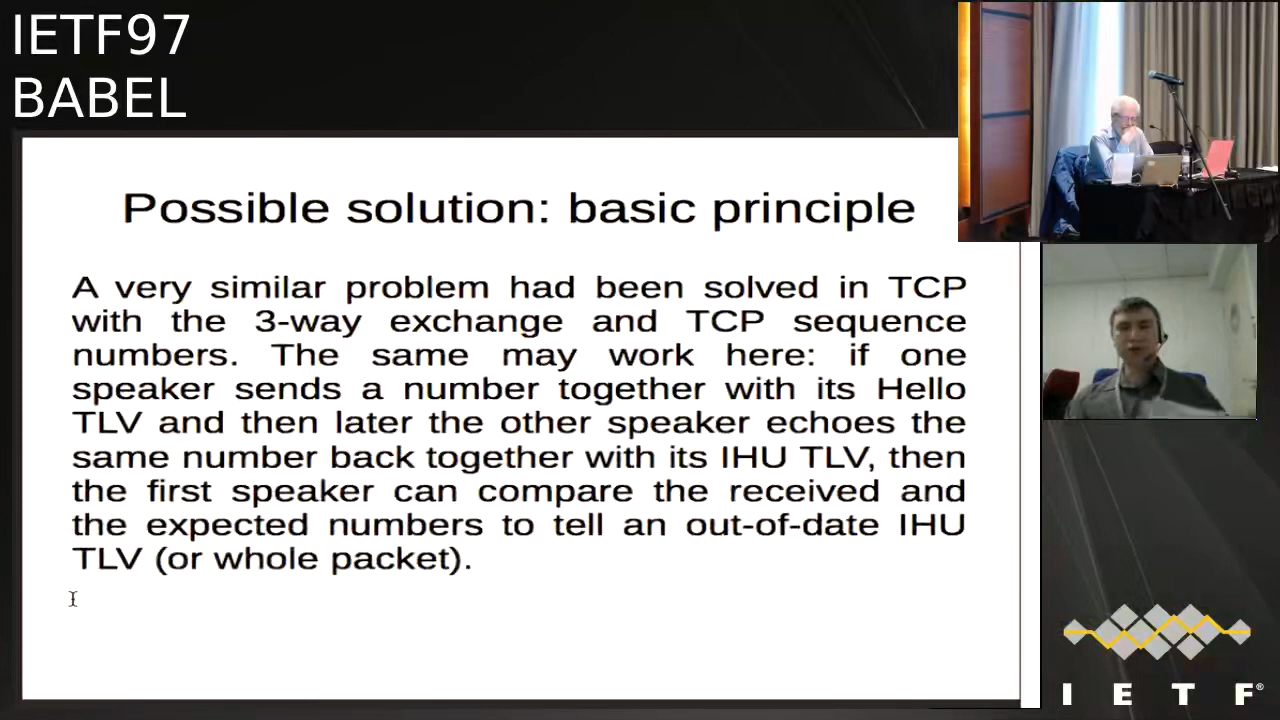 IETF97
BABEL
Possible solution: basic principle
A very similar problem had been solved in TCP
with the 3-way exchange and TCP sequence
numbers. The same may work here: if one
speaker sends a number together with its Hello
TLV and then later the other speaker echoes the
same number back together with its IHU TLV, then
the first speaker can compare the received and
the expected numbers to tell an out-of-date IHU
TLV (or whole packet).
I E T F®